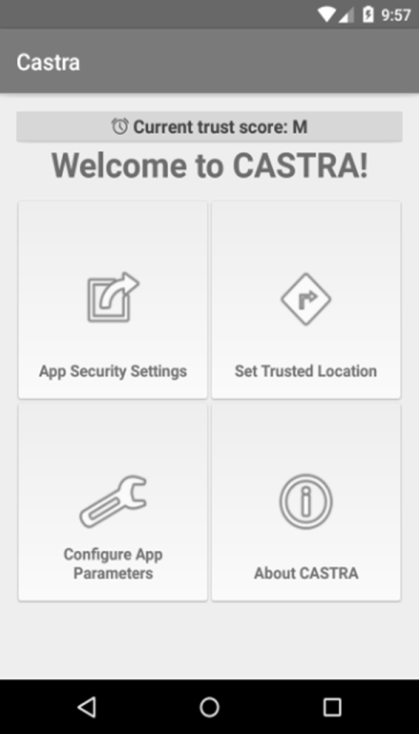 9:57
Castra
Current trust score: M
Welcome to CASTRA!
App Security Settings
Set Trusted Location
Configure App
Parameters
About CASTRA